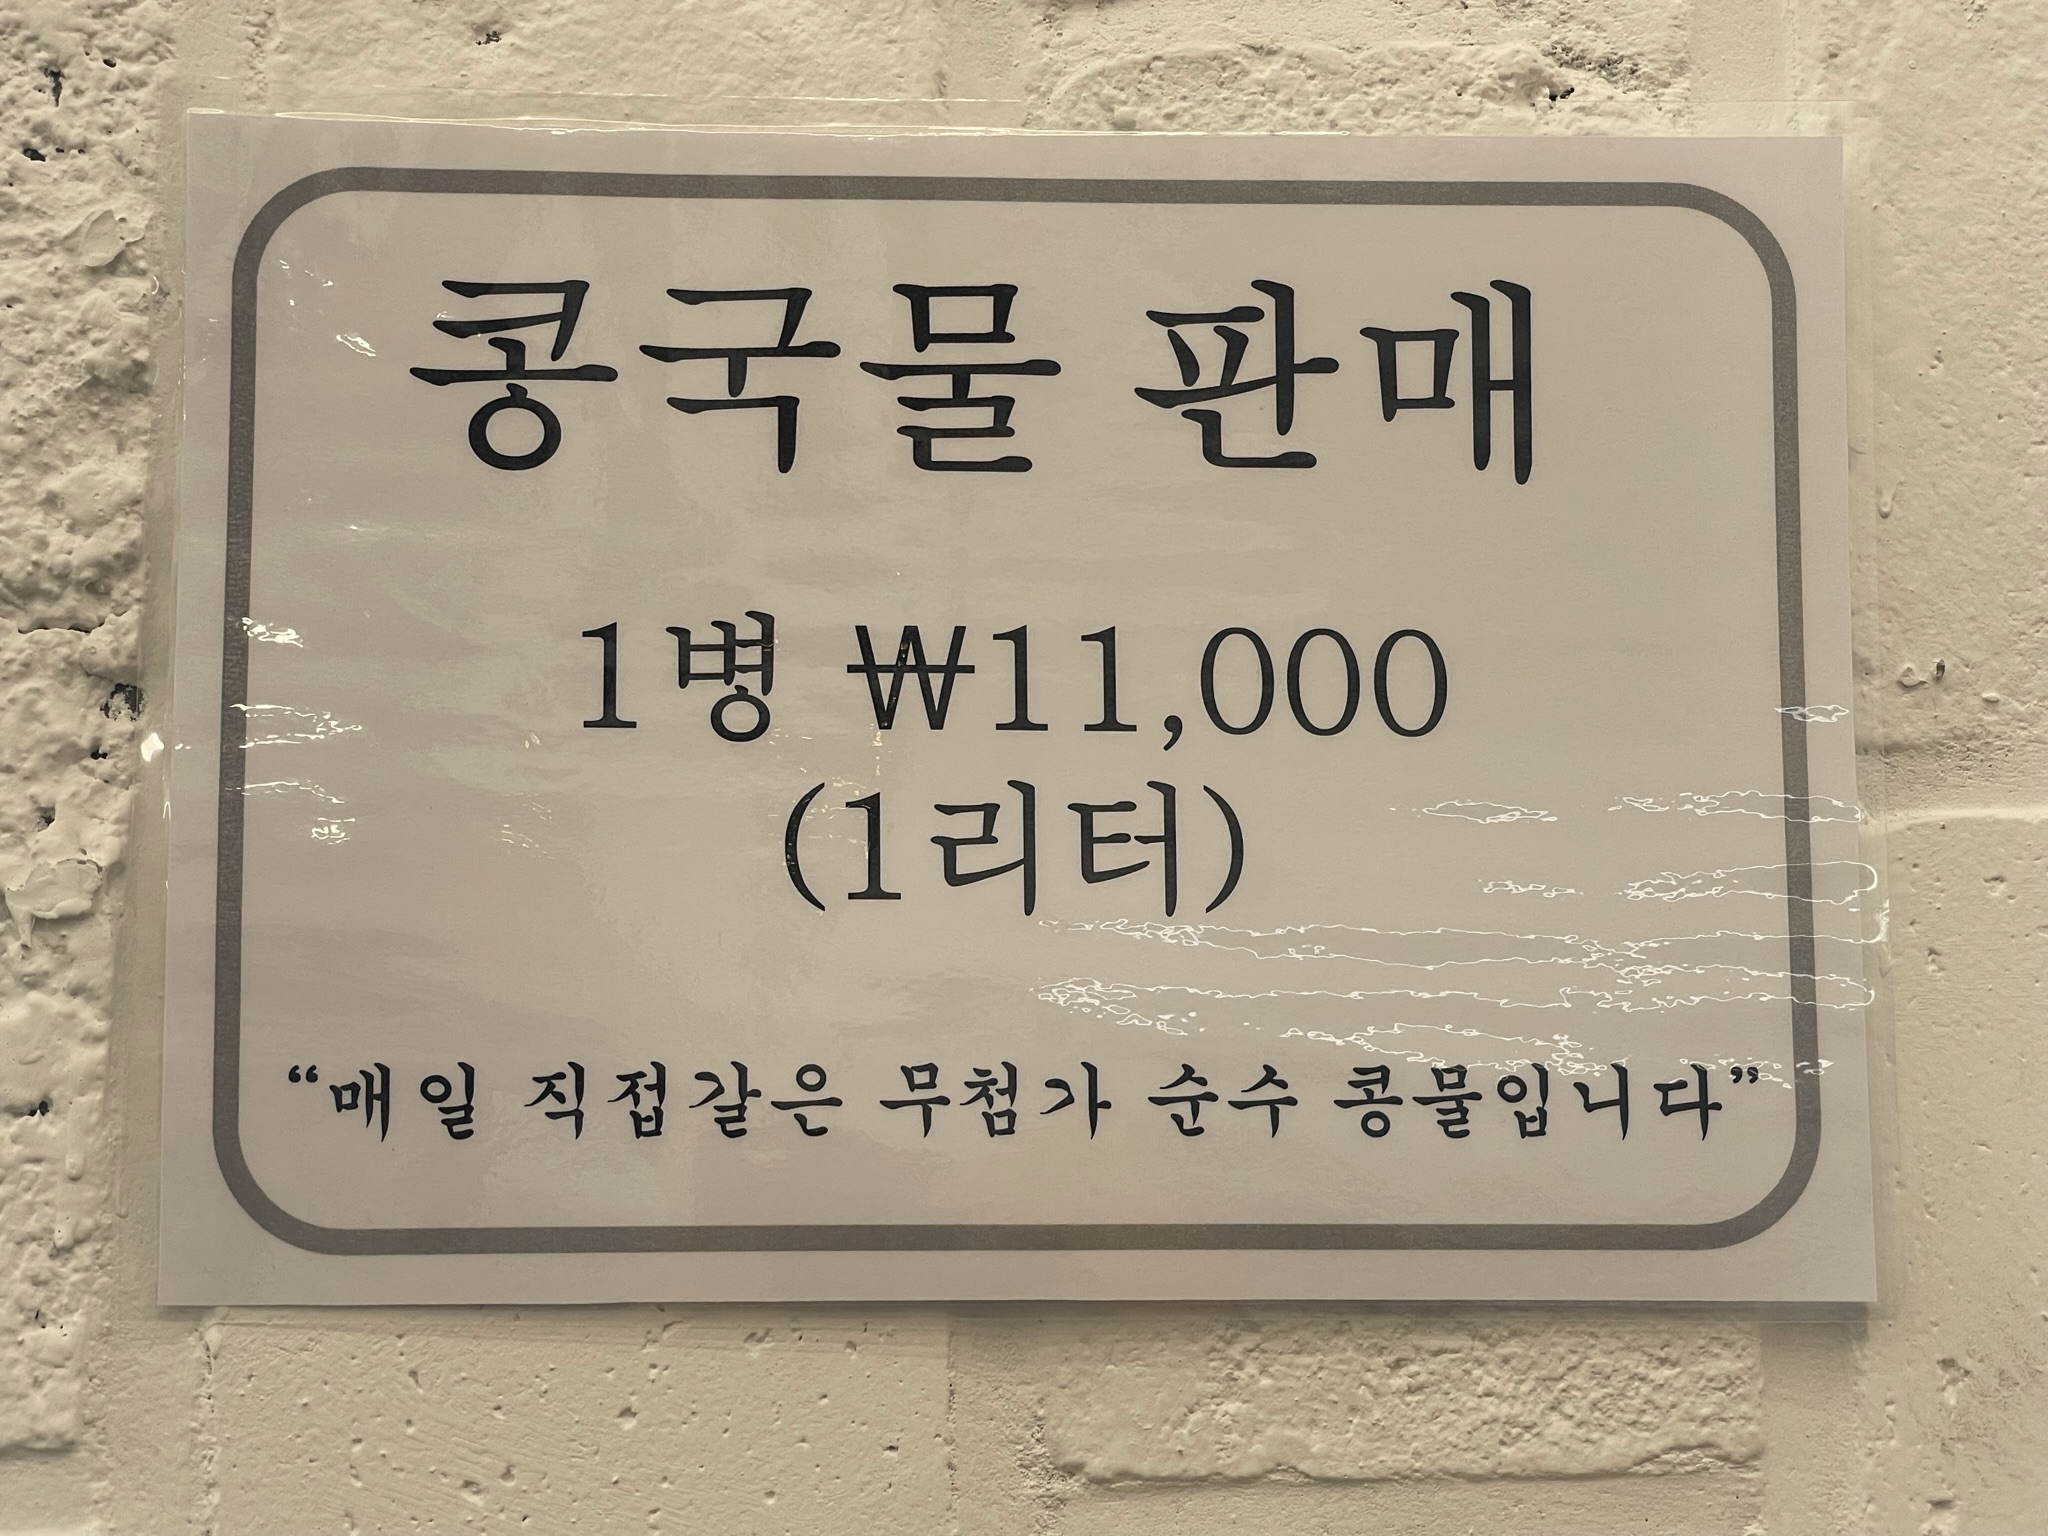 콩국물 판매
1병 ₩11,000
(1리터)
“매일 직접갈은 무첨가 순수 콩물입니다”